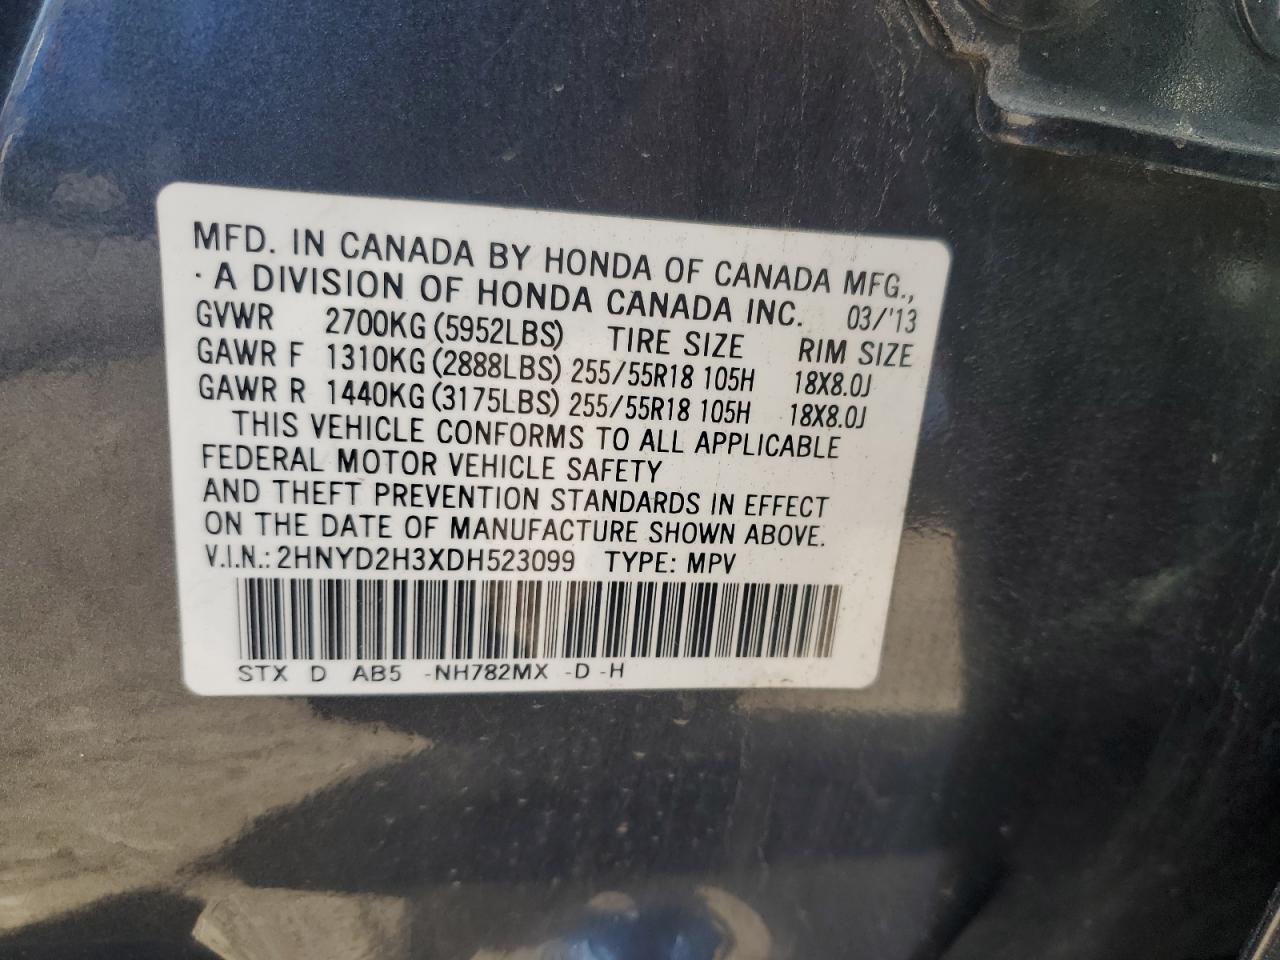 MFD. IN CANADA BY HONDA OF CANADA MFG.,
· A DIVISION OF HONDA CANADA INC. 03/'13
GVWR 2700KG (5952LBS) TIRE SIZE RIM SIZE
GAWR F 1310KG (2888LBS) 255/55R18 105H 18X8.0J
GAWR R 1440KG (3175LBS) 255/55R18 105H 18X8.0J
THIS VEHICLE CONFORMS TO ALL APPLICABLE
FEDERAL MOTOR VEHICLE SAFETY
AND THEFT PREVENTION STANDARDS IN EFFECT
ON THE DATE OF MANUFACTURE SHOWN ABOVE.
V.I.N.: 2HNYD2H3XDH523099 TYPE: MPV
STX D AB5 -NH782MX -D -H